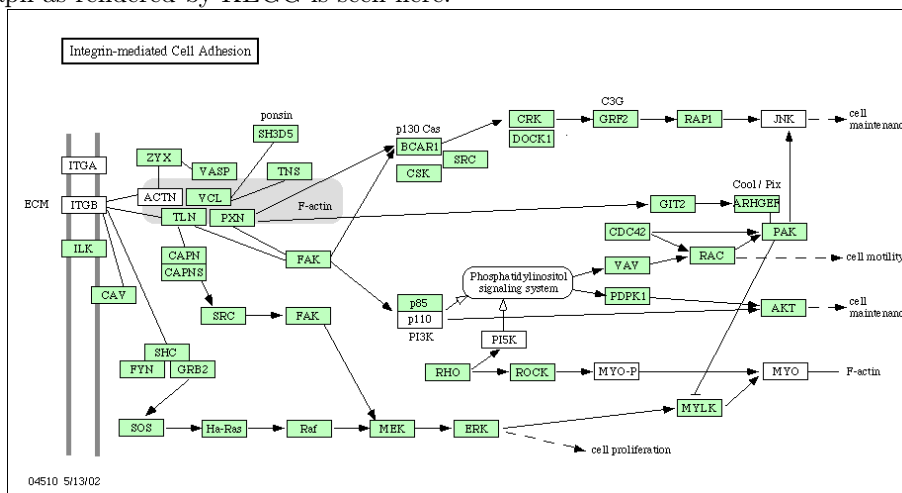 aph as rendered by KEGG is seen here:
Integrin-mediated Cell Adhesion
ECM
ITGA
ITGB
ILK
CAV
ZYX
VASP
ponsin
SH3D5
TNS
ACTN
VCL
F-actin
TLN
PXN
CAPN
CAPNS
FAK
SRC
FAK
SHC
FYN
GRB2
SOS
Ha-Ras
Raf
MEK
ERK
cell proliferation
p130 Cas
BCAR1
SRC
CSK
CRK
DOCK1
C3G
GRF2
RAP1
JNK
cell
maintenanc
GIT2
Cool / Pix
ARHGEF
CDC42
PAK
RAC
VAV
cell motility
Phosphatidylinositol
signaling system
PDPK1
AKT
cell
maintenanc
p85
p110
PI3K
PI5K
RHO
ROCK
MYO-P
MYO
F-actin
MYLK
04510 5/13/02